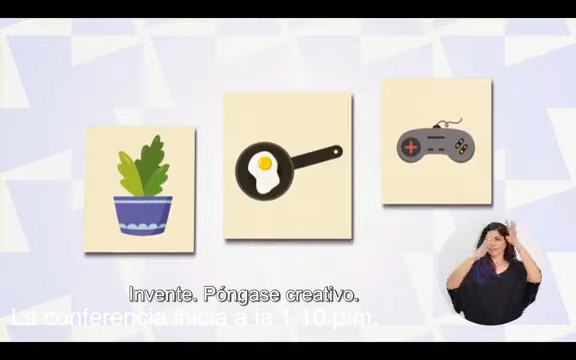 Invente. Póngase creativo.
La conferencia inicia a la 1:10 p.m.